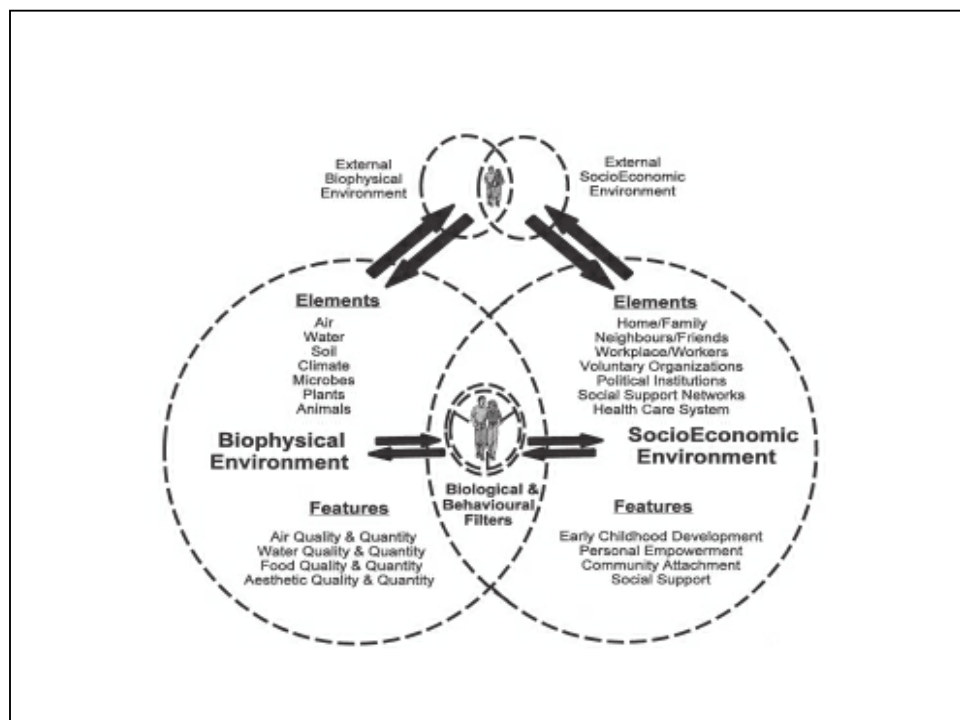 External
Biophysical
Environment
External
SocioEconomic
Environment
Elements
Air
Water
Soil
Climate
Microbes
Plants
Animals
Biophysical
Environment
Features
Air Quality & Quantity
Water Quality & Quantity
Food Quality & Quantity
Aesthetic Quality & Quantity
Biological &
Behavioural
Filters
Elements
Home/Family
Neighbours/Friends
Workplace/Workers
Voluntary Organizations
Political Institutions
Social Support Networks
Health Care System
SocioEconomic
Environment
Features
Early Childhood Development
Personal Empowerment
Community Attachment
Social Support